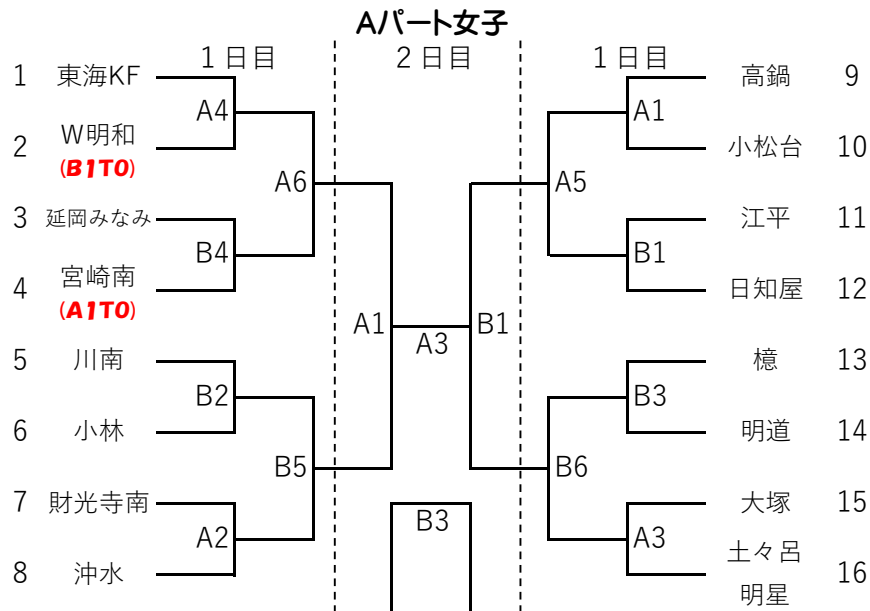 Aパート女子
1日目
2日目
1日目
1 東海KF
A4
2 W明和
(B1TO)
A6
3 延岡みなみ
B4
4 宮崎南
(A1TO)
A1
5 川南
B2
6 小林
B5
7 財光寺南
A2
8 沖水
A3
B3
高鍋 9
A1
小松台 10
A5
江平 11
B1
日知屋 12
B1
檍 13
B3
明道 14
B6
大塚 15
A3
土々呂
明星
16